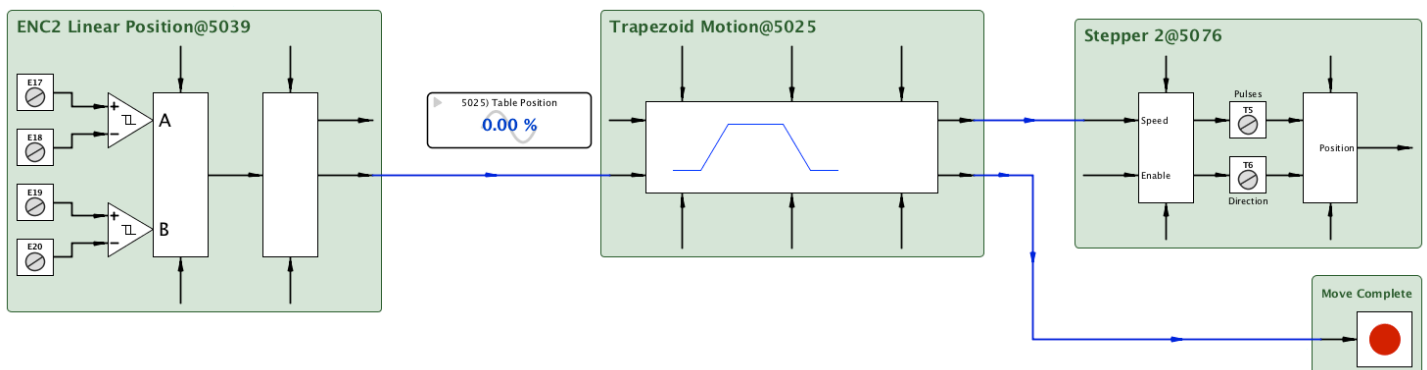 ENC2 Linear Position@5039
E17
+
−
E18
A
E19
+
−
E20
B
5025) Table Position
0.00 %
Trapezoid Motion@5025
Stepper 2@5076
Speed
Enable
Pulses
T5
T6
Direction
Position
Move Complete